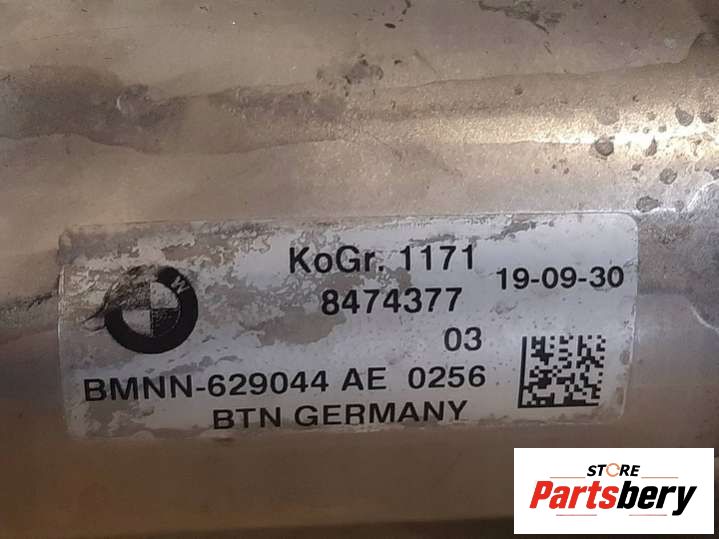 KoGr. 1171
19-09-30
8474377
03
BMNN-629044 AE 0256
BTN GERMANY
STORE
Partsbery